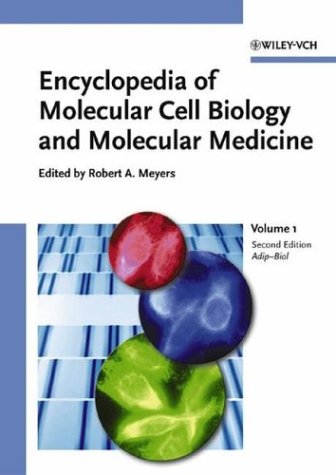 WILEY-VCH
Encyclopedia of
Molecular Cell Biology
and Molecular Medicine
Edited by Robert A. Meyers
Volume 1
Second Edition
Adip–Biol